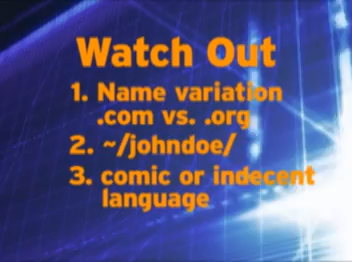 Watch Out
1. Name variation
.com vs. .org
2. ~/johndoe/
3. comic or indecent
language